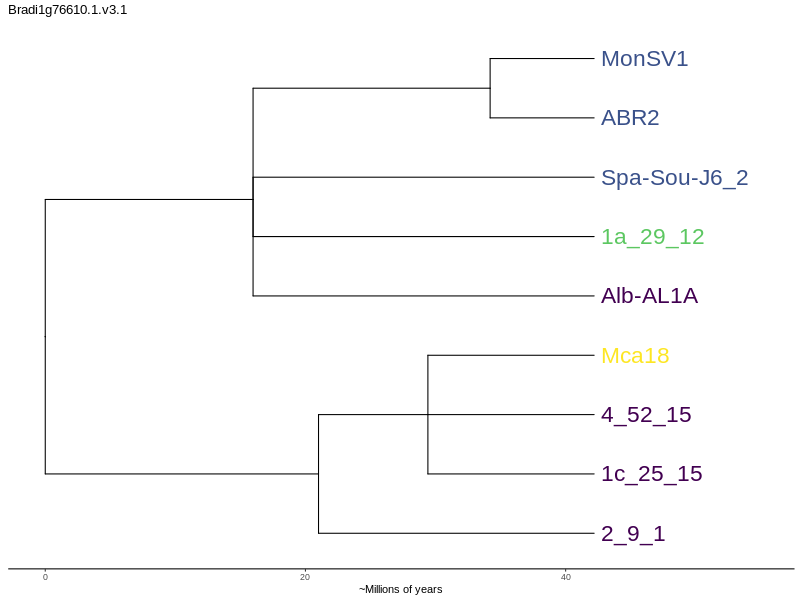 Bradi1g76610.1.v3.1
MonSV1
ABR2
Spa-Sou-J6_2
1a_29_12
Alb-AL1A
Mca18
4_52_15
1c_25_15
2_9_1
0 20 40
~Millions of years